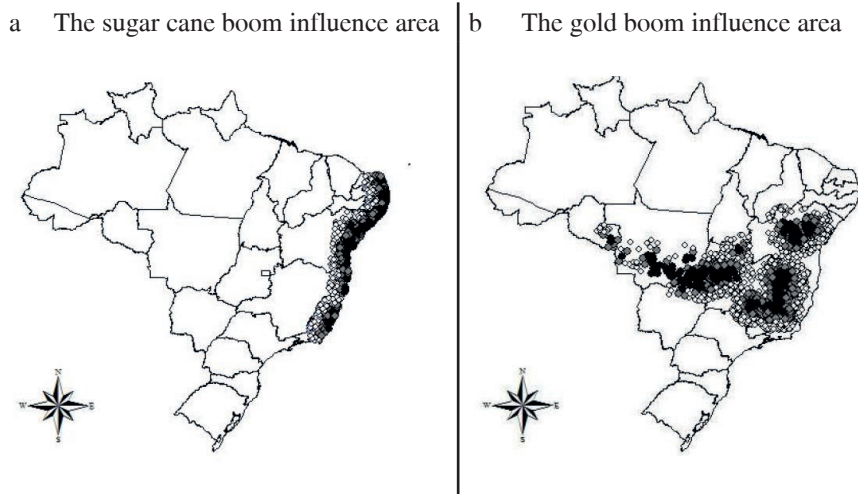 a The sugar cane boom influence area
b The gold boom influence area
N
W E
S
N
W E
S